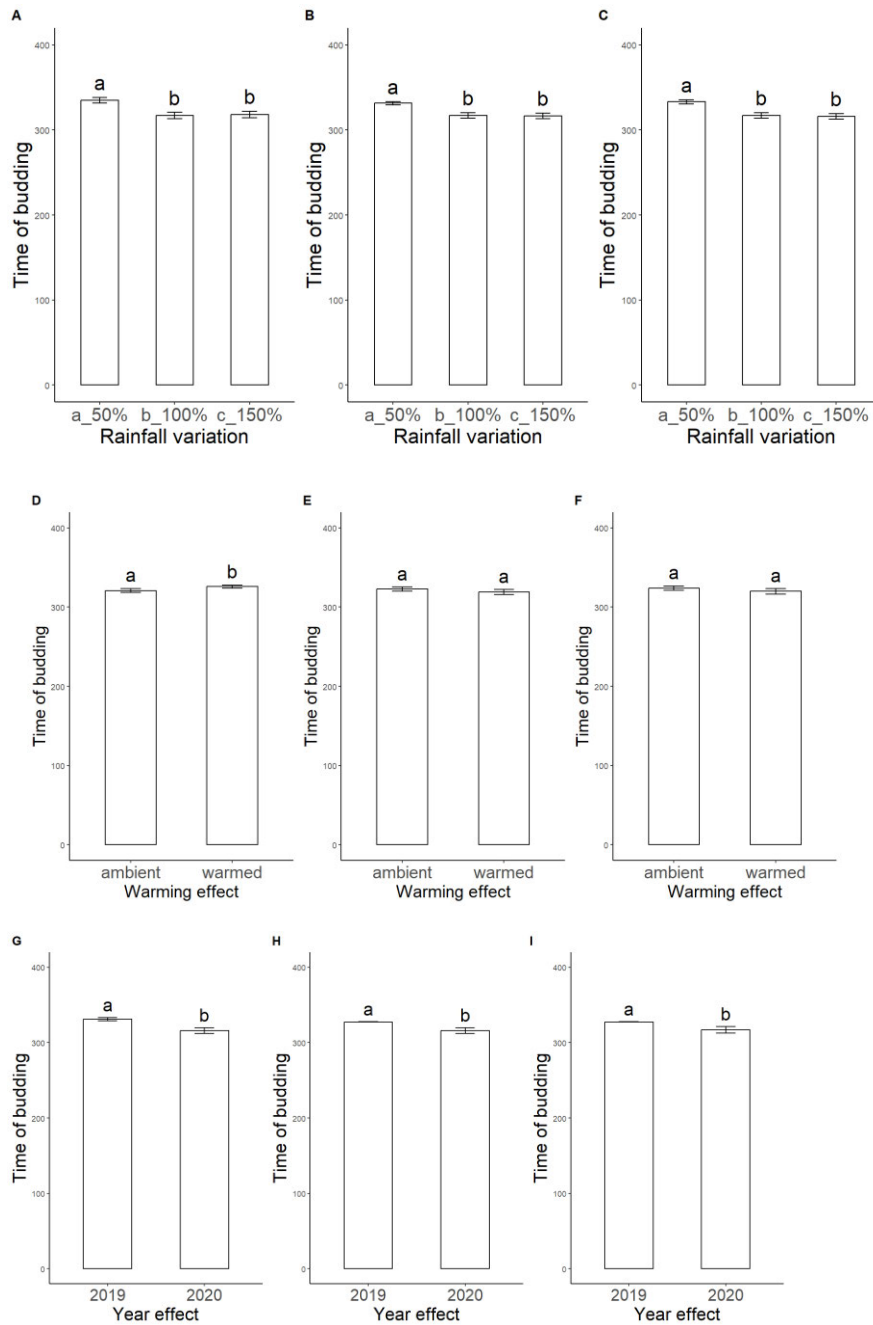 A
Time of budding
400
300
200
100
0
a
b
b
a_50% b_100% c_150%
Rainfall variation
B
Time of budding
400
300
200
100
0
a
b
b
a_50% b_100% c_150%
Rainfall variation
C
Time of budding
400
300
200
100
0
a
b
b
a_50% b_100% c_150%
Rainfall variation
D
Time of budding
400
300
200
100
0
a
b
ambient warmed
Warming effect
E
Time of budding
400
300
200
100
0
a
a
ambient warmed
Warming effect
F
Time of budding
400
300
200
100
0
a
a
ambient warmed
Warming effect
G
Time of budding
400
300
200
100
0
a
b
2019 2020
Year effect
H
Time of budding
400
300
200
100
0
a
b
2019 2020
Year effect
I
Time of budding
400
300
200
100
0
a
b
2019 2020
Year effect